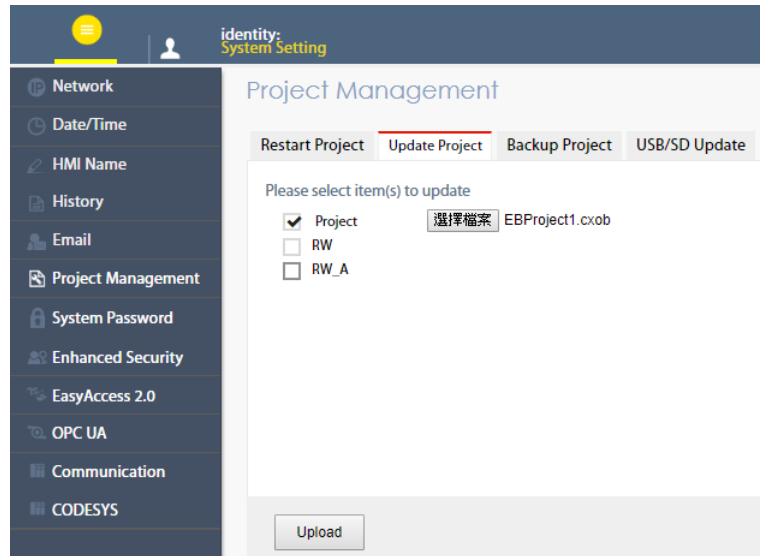 identity:
System Setting
Network
Date/Time
HMI Name
History
Email
Project Management
System Password
Enhanced Security
EasyAccess 2.0
OPC UA
Communication
CODESYS
Project Management
Restart Project Update Project Backup Project USB/SD Update
Please select item(s) to update
Project 選擇檔案 EBProject1.cxob
RW
RW_A
Upload